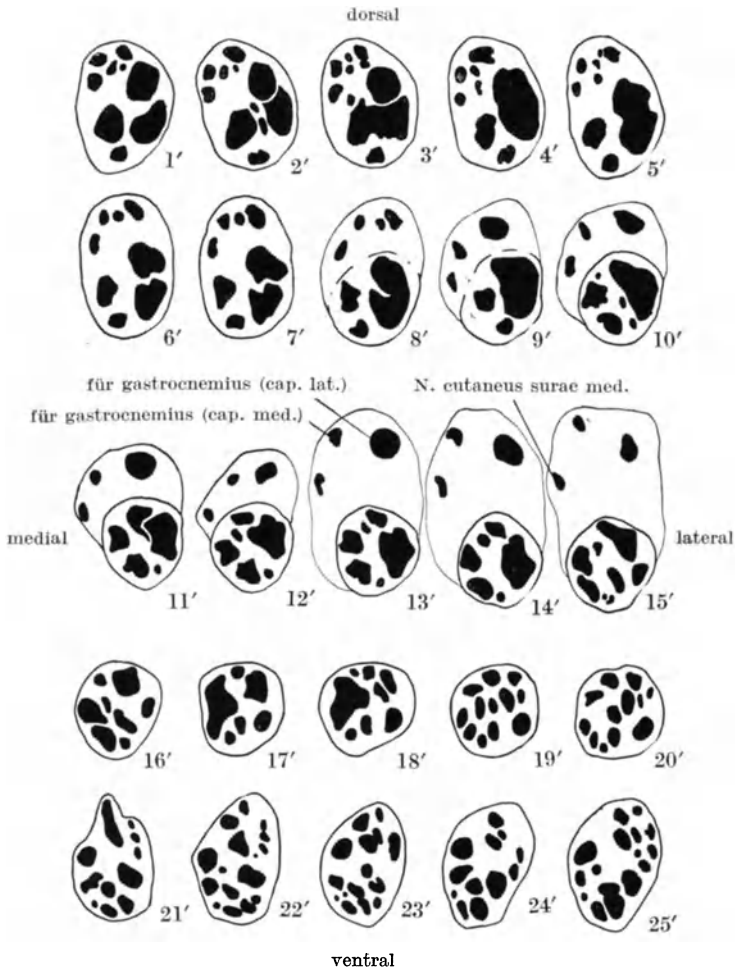 dorsal
1′ 2′ 3′ 4′ 5′
6′ 7′ 8′ 9′ 10′
für gastrocnemius (cap. lat.) N. cutaneus surae med.
für gastrocnemius (cap. med.)
medial lateral
11′ 12′ 13′ 14′ 15′
16′ 17′ 18′ 19′ 20′
21′ 22′ 23′ 24′ 25′
ventral